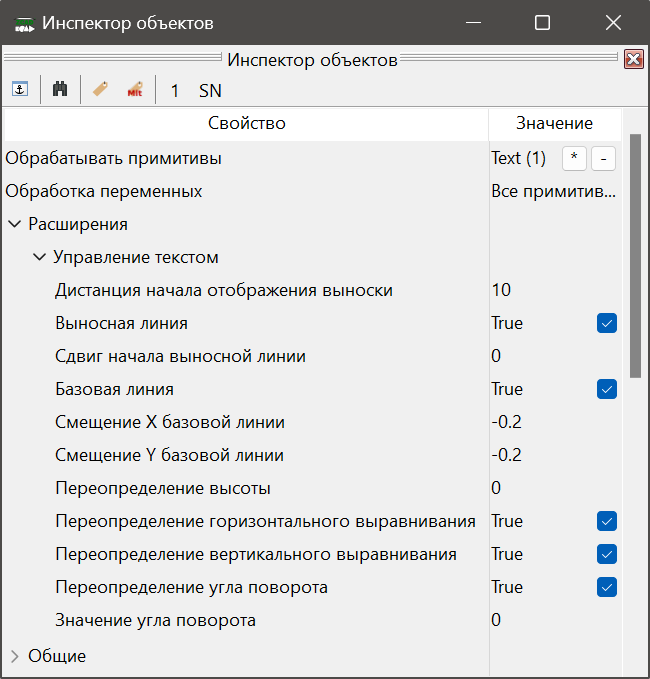 Инспектор объектов
Инспектор объектов
1 SN
Свойство Значение
Обрабатывать примитивы Text (1) * -
Обработка переменных Все примитив...
Расширения
Управление текстом
Дистанция начала отображения выноски 10
Выносная линия True
Сдвиг начала выносной линии 0
Базовая линия True
Смещение X базовой линии -0.2
Смещение Y базовой линии -0.2
Переопределение высоты 0
Переопределение горизонтального выравнивания True
Переопределение вертикального выравнивания True
Переопределение угла поворота True
Значение угла поворота 0
Общие